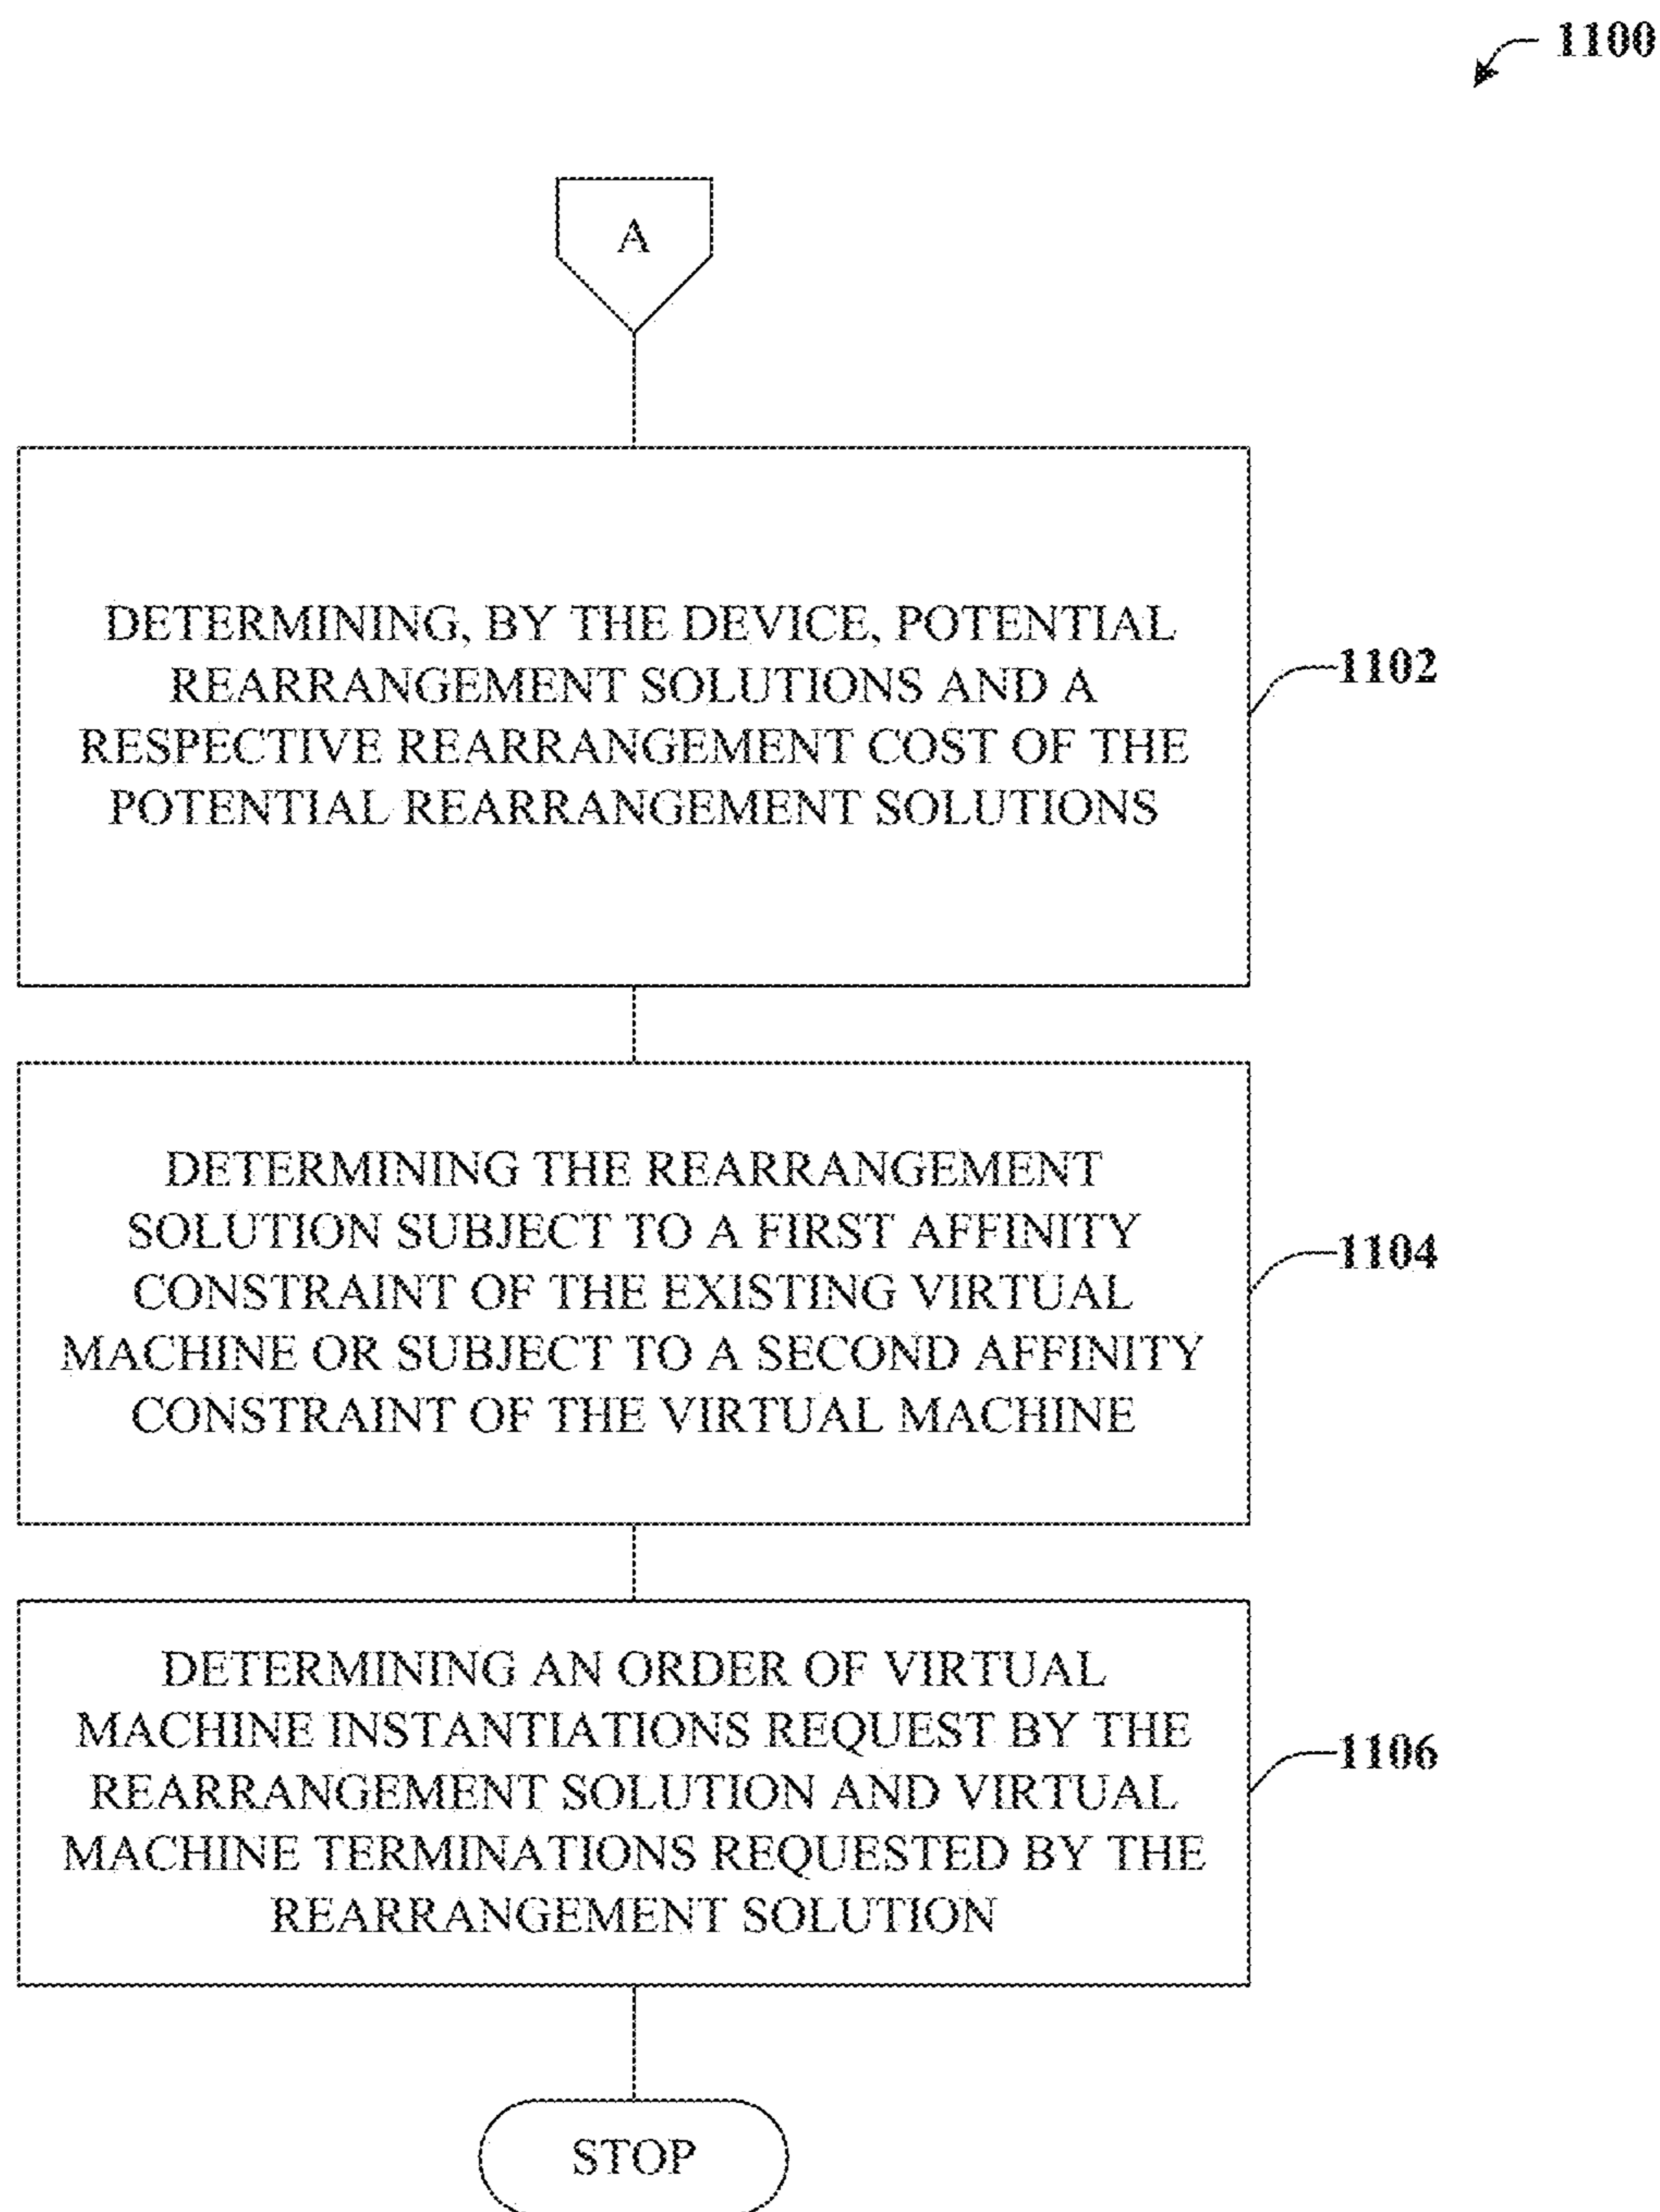 1100
A
DETERMINING, BY THE DEVICE, POTENTIAL
REARRANGEMENT SOLUTIONS AND A
RESPECTIVE REARRANGEMENT COST OF THE
POTENTIAL REARRANGEMENT SOLUTIONS
1102
DETERMINING THE REARRANGEMENT
SOLUTION SUBJECT TO A FIRST AFFINITY
CONSTRAINT OF THE EXISTING VIRTUAL
MACHINE OR SUBJECT TO A SECOND AFFINITY
CONSTRAINT OF THE VIRTUAL MACHINE
1104
DETERMINING AN ORDER OF VIRTUAL
MACHINE INSTANTIATIONS REQUEST BY THE
REARRANGEMENT SOLUTION AND VIRTUAL
MACHINE TERMINATIONS REQUESTED BY THE
REARRANGEMENT SOLUTION
1106
STOP